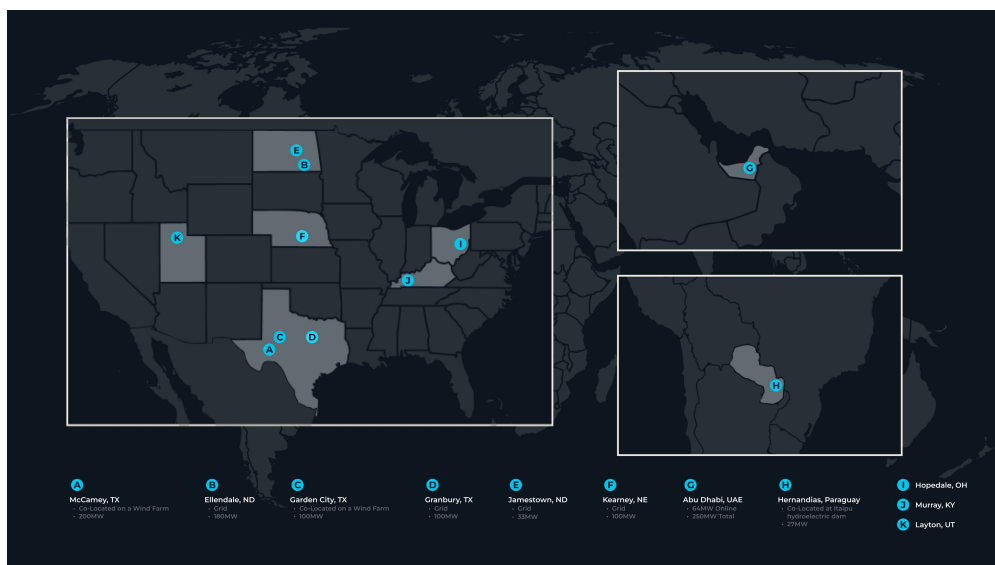 E
B
G
K
F
I
J
C
D
A
H
A
McCamey, TX
• Co-Located on a Wind Farm
• 200MW
B
Ellendale, ND
• Grid
• 180MW
C
Garden City, TX
• Co-Located on a Wind Farm
• 100MW
D
Granbury, TX
• Grid
• 100MW
E
Jamestown, ND
• Grid
• 33MW
F
Kearney, NE
• Grid
• 100MW
G
Abu Dhabi, UAE
• 64MW Online
• 250MW Total
H
Hernandias, Paraguay
• Co-Located at Itaipu
hydroelectric dam
• 27MW
I Hopedale, OH
J Murray, KY
K Layton, UT